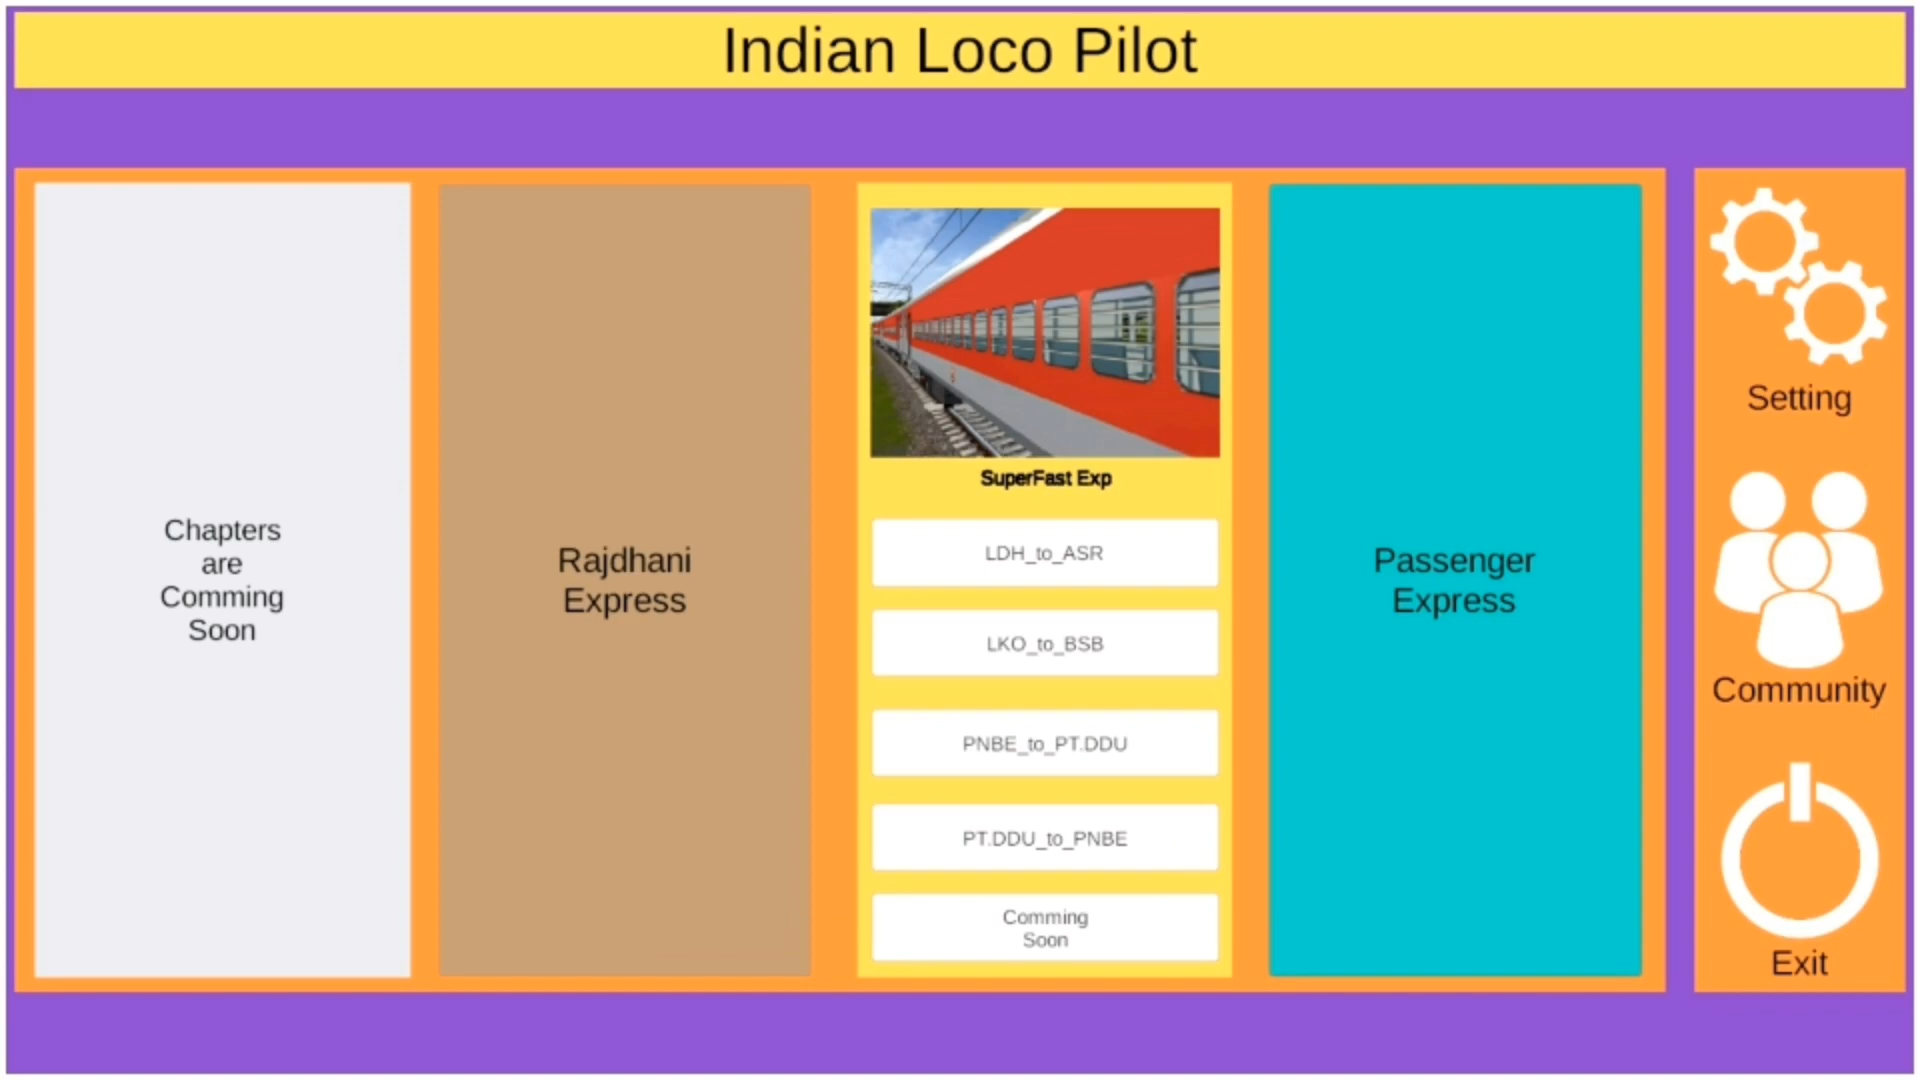 Indian Loco Pilot
Chapters
are
Comming
Soon
Rajdhani
Express
SuperFast Exp
LDH_to_ASR
LKO_to_BSB
PNBE_to_PT.DDU
PT.DDU_to_PNBE
Comming
Soon
Passenger
Express
Setting
Community
Exit